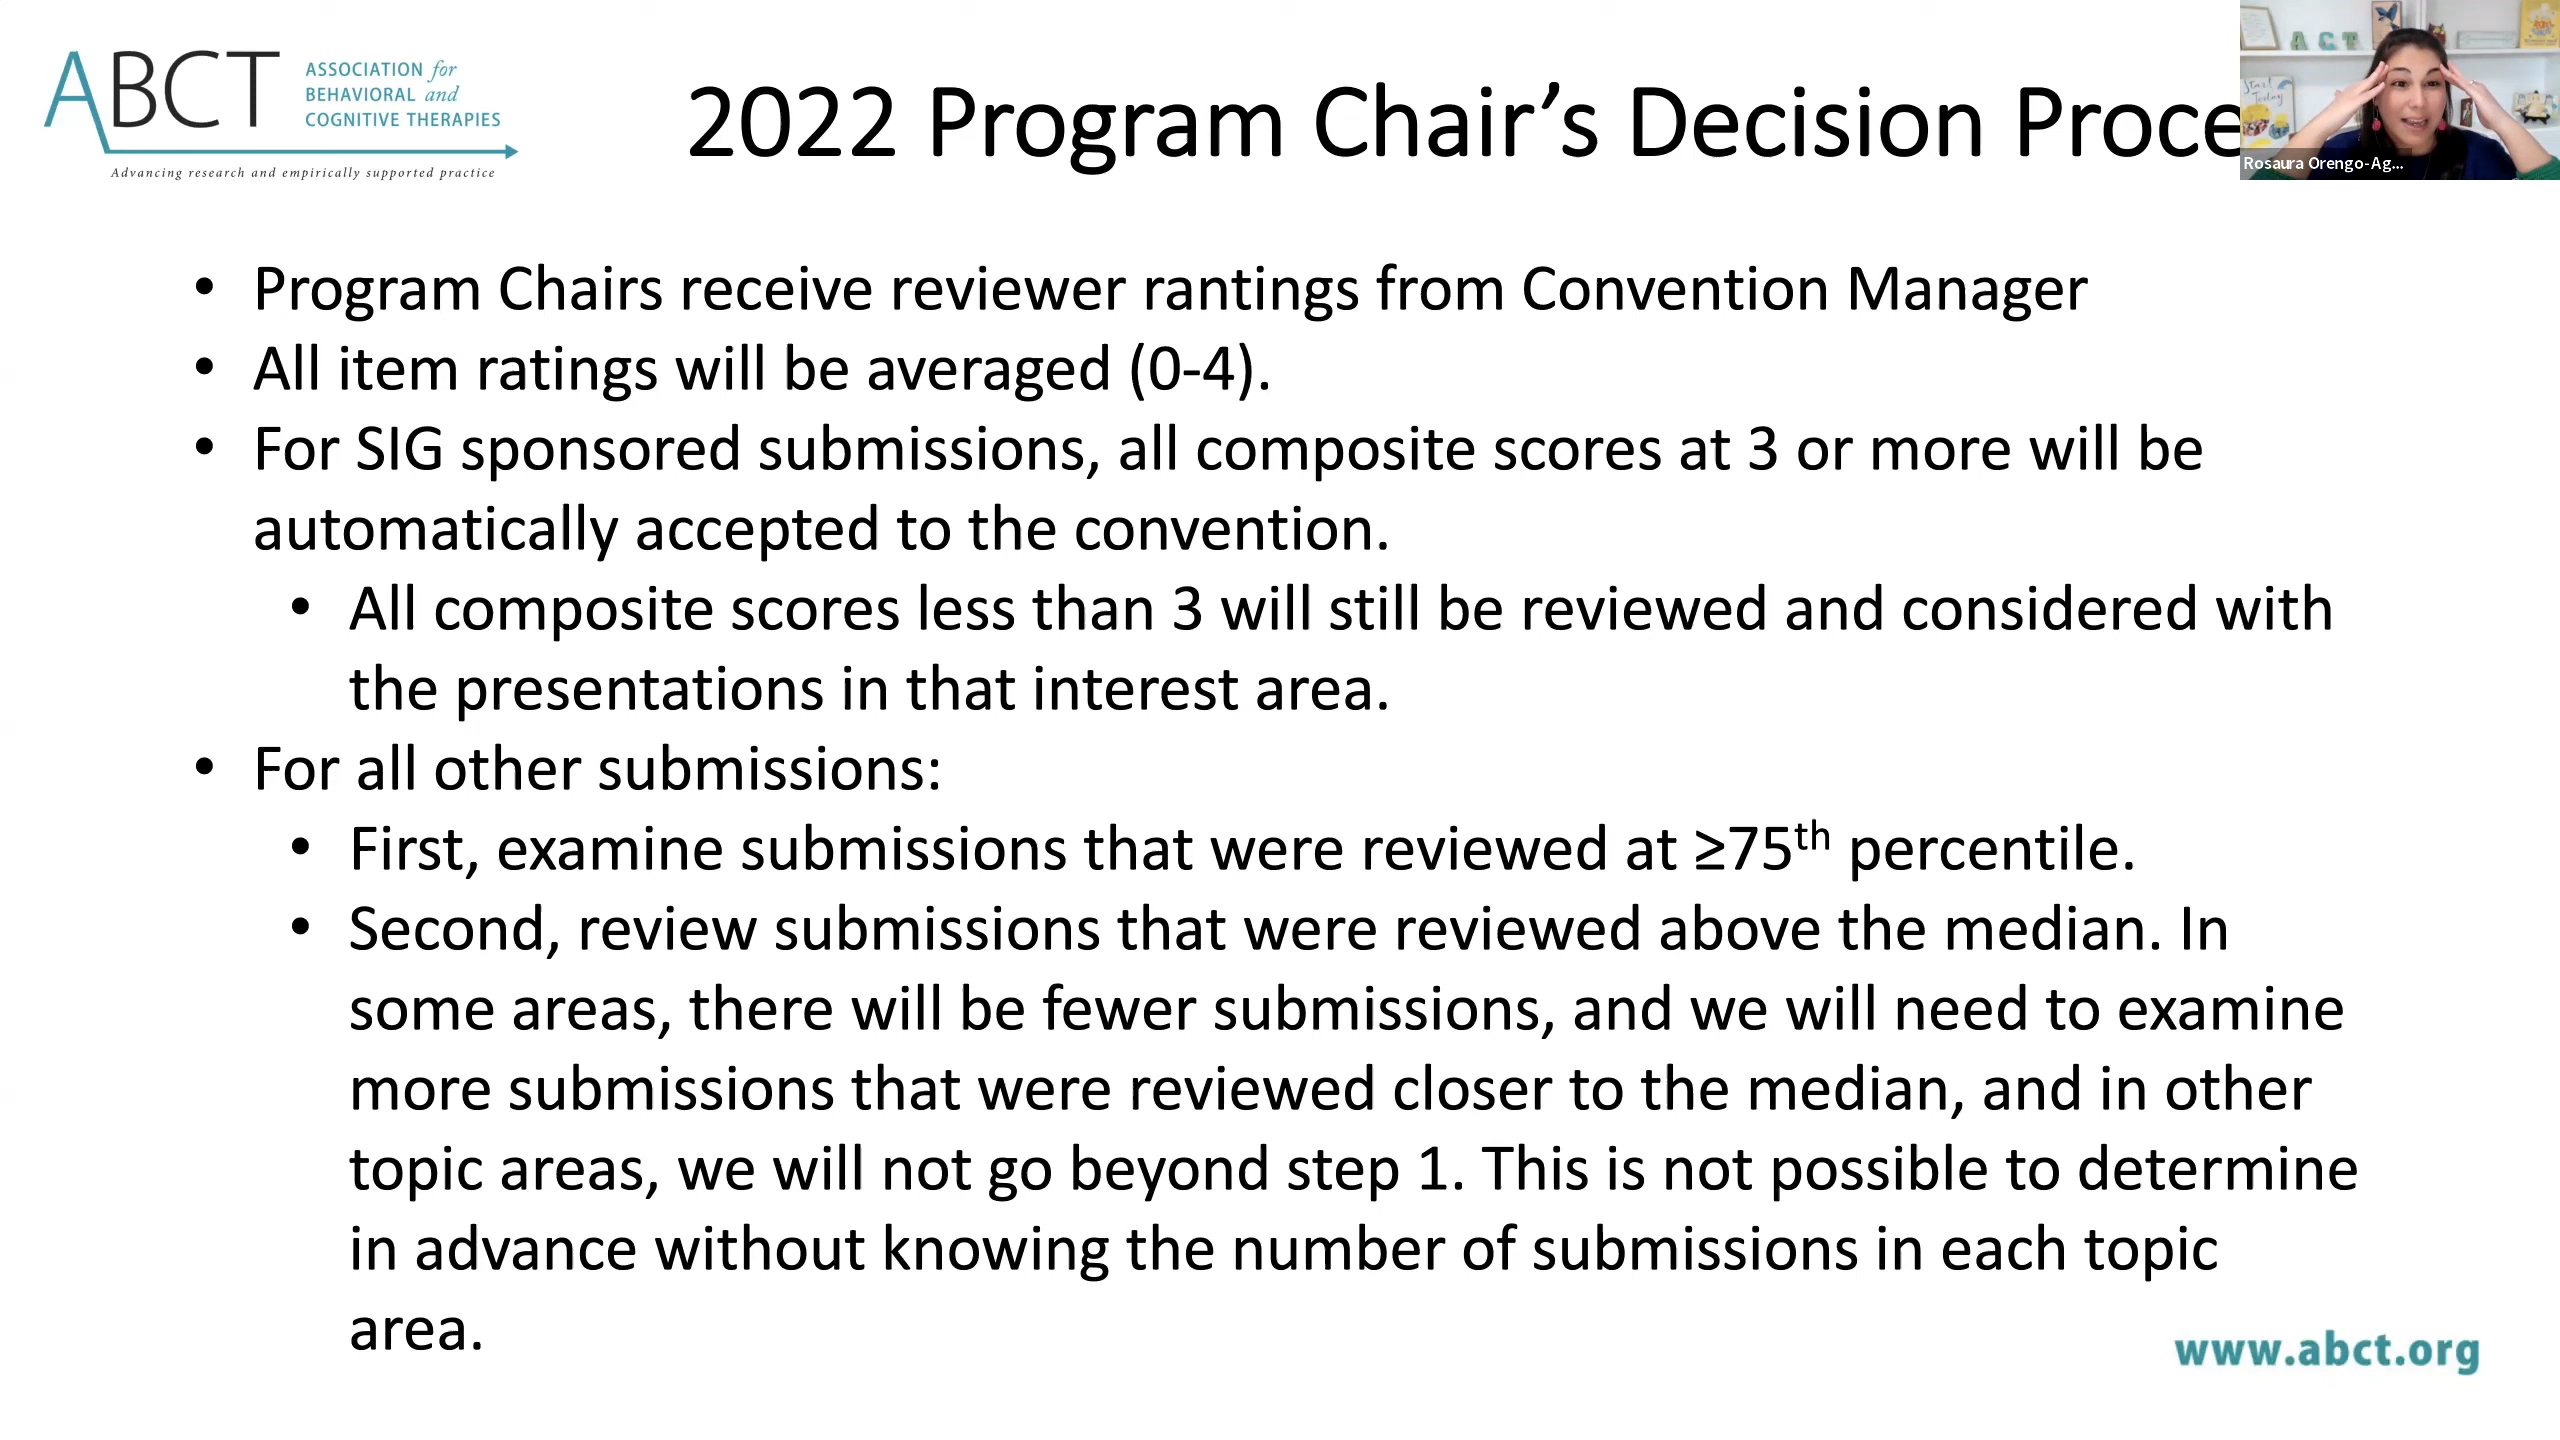 ABCT
ASSOCIATION for
BEHAVIORAL and
COGNITIVE THERAPIES
Advancing research and empirically supported practice
2022 Program Chair’s Decision Proce
ACT
Start
Today
Rosaura Orengo-Ag...
• Program Chairs receive reviewer rantings from Convention Manager
• All item ratings will be averaged (0-4).
• For SIG sponsored submissions, all composite scores at 3 or more will be
automatically accepted to the convention.
• All composite scores less than 3 will still be reviewed and considered with
the presentations in that interest area.
• For all other submissions:
• First, examine submissions that were reviewed at ≥75th percentile.
• Second, review submissions that were reviewed above the median. In
some areas, there will be fewer submissions, and we will need to examine
more submissions that were reviewed closer to the median, and in other
topic areas, we will not go beyond step 1. This is not possible to determine
in advance without knowing the number of submissions in each topic
area.
www.abct.org